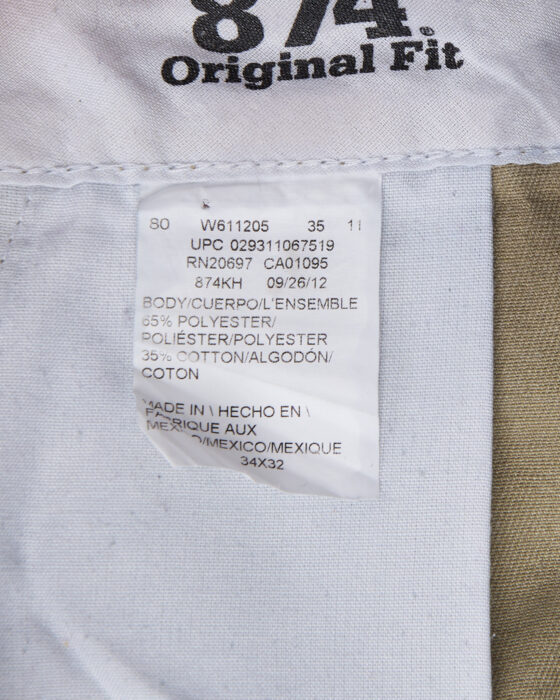 874®
Original Fit
80 W611205 35 11
UPC 029311067519
RN20697 CA01095
874KH 09/26/12
BODY/CUERPO/L'ENSEMBLE
65% POLYESTER/
POLIÉSTER/POLYESTER
35% COTTON/ALGODÓN/
COTON
MADE IN \ HECHO EN \
FABRIQUE AUX
MEXICO/MEXICO/MEXIQUE
34X32